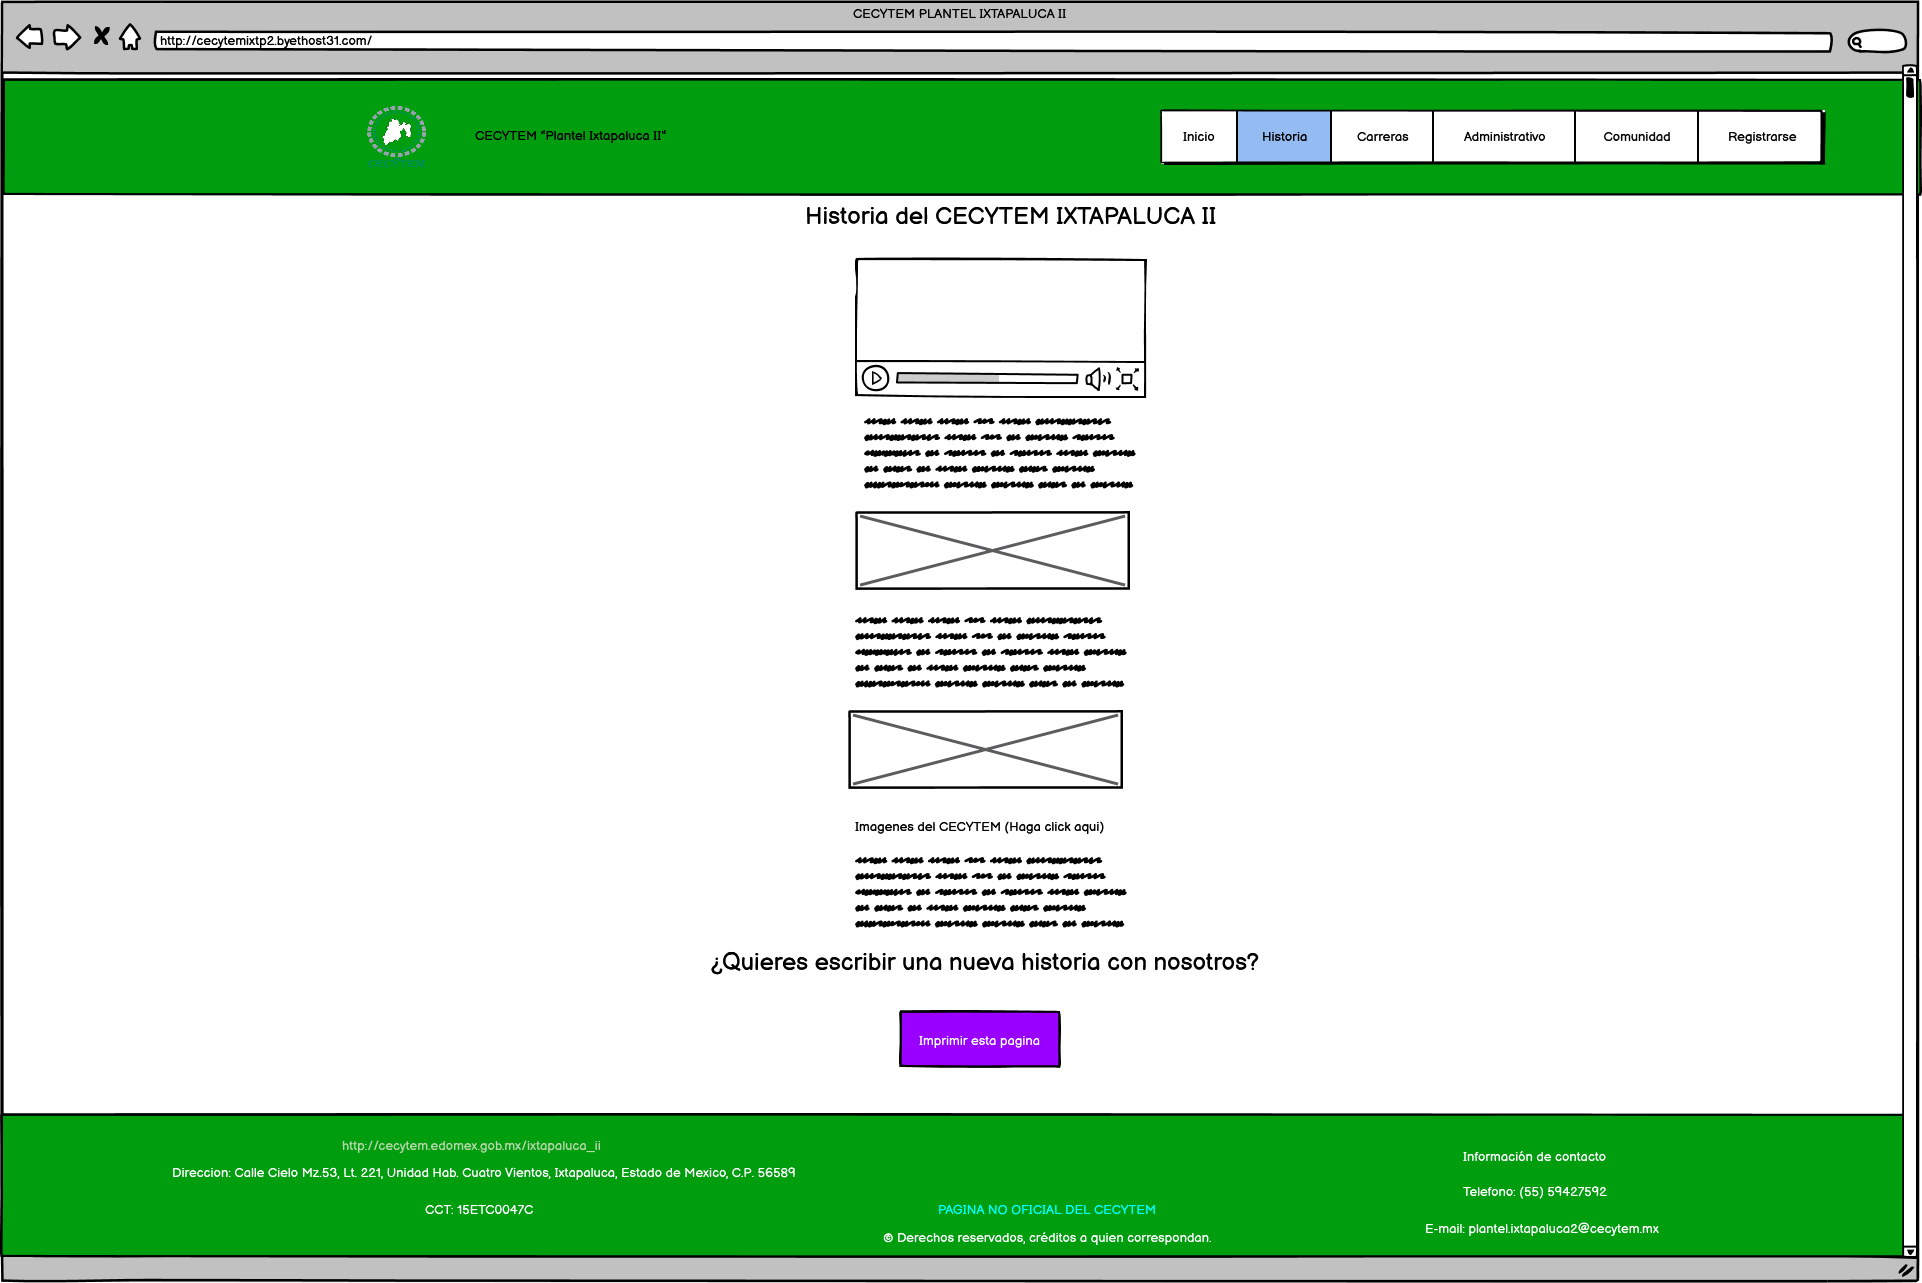 CECYTEM PLANTEL IXTAPALUCA II
http://cecytemixtp2.byethost31.com/
CECYTEM "Plantel Ixtapaluca II"
Inicio
Historia
Carreras
Administrativo
Comunidad
Registrarse
Historia del CECYTEM IXTAPALUCA II
Imagenes del CECYTEM (Haga click aqui)
¿Quieres escribir una nueva historia con nosotros?
Imprimir esta pagina
http://cecytem.edomex.gob.mx/ixtapaluca_ii
Direccion: Calle Cielo Mz.53, Lt. 221, Unidad Hab. Cuatro Vientos, Ixtapaluca, Estado de Mexico, C.P. 56589
CCT: 15ETC0047C
PAGINA NO OFICIAL DEL CECYTEM
© Derechos reservados, créditos a quien correspondan.
Información de contacto
Telefono: (55) 59427592
E-mail: plantel.ixtapaluca2@cecytem.mx